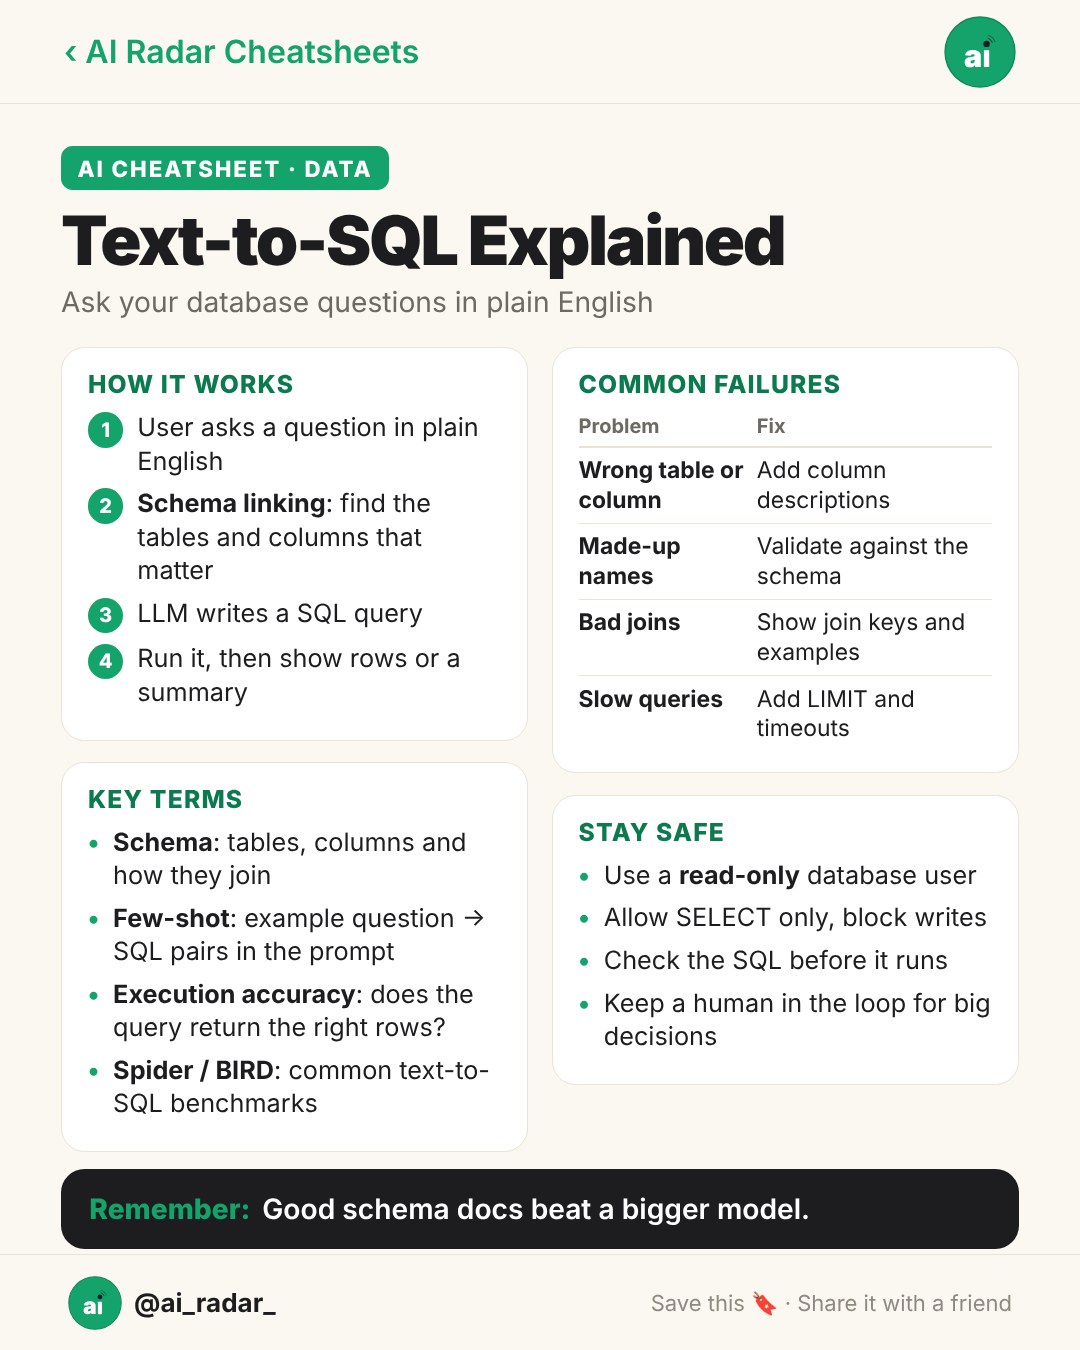 ‹ AI Radar Cheatsheets
ai
AI CHEATSHEET · DATA
Text-to-SQL Explained
Ask your database questions in plain English
HOW IT WORKS
1 User asks a question in plain
English
2 Schema linking: find the
tables and columns that
matter
3 LLM writes a SQL query
4 Run it, then show rows or a
summary
KEY TERMS
• Schema: tables, columns and
how they join
• Few-shot: example question →
SQL pairs in the prompt
• Execution accuracy: does the
query return the right rows?
• Spider / BIRD: common text-to-
SQL benchmarks
COMMON FAILURES
Problem Fix
Wrong table or Add column
column descriptions
Made-up Validate against the
names schema
Bad joins Show join keys and
examples
Slow queries Add LIMIT and
timeouts
STAY SAFE
• Use a read-only database user
• Allow SELECT only, block writes
• Check the SQL before it runs
• Keep a human in the loop for big
decisions
Remember: Good schema docs beat a bigger model.
ai @ai_radar_
Save this 🔖 · Share it with a friend